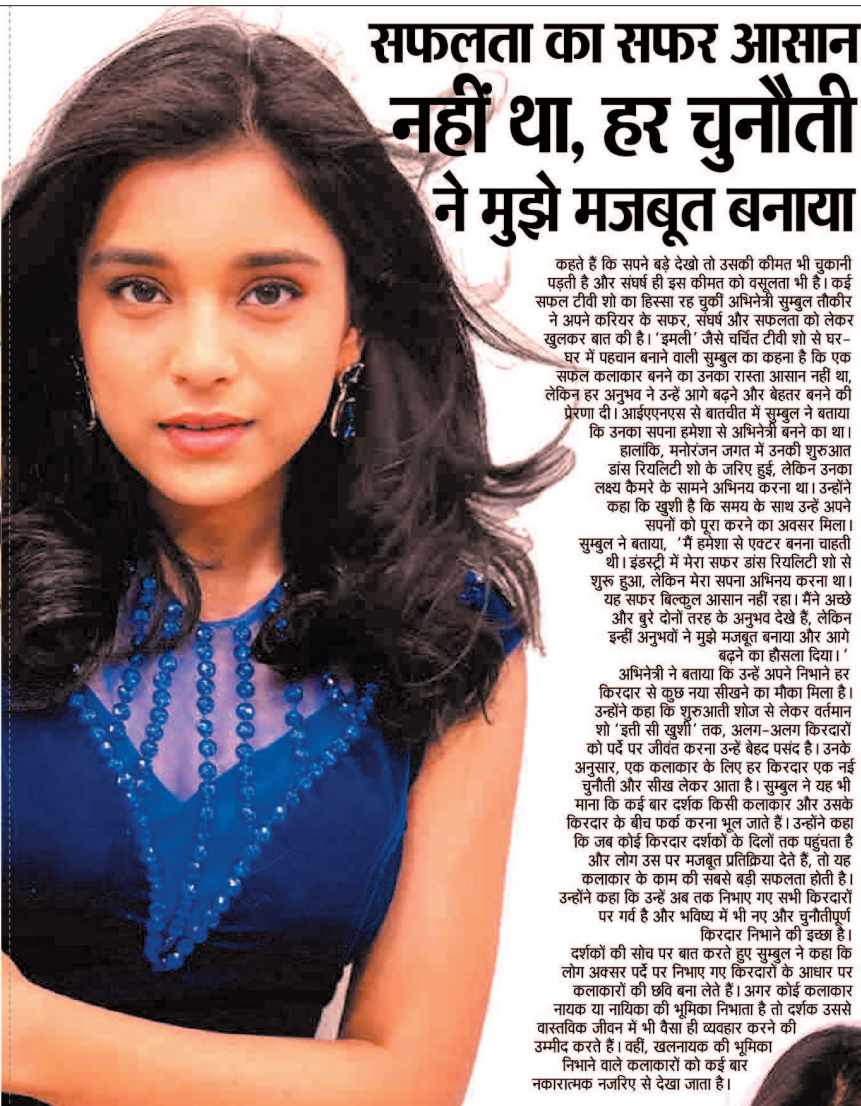 सफलता का सफर आसान
नहीं था, हर चुनौती
ने मुझे मजबूत बनाया
कहते हैं कि सपने बड़े देखो तो उसकी कीमत भी चुकानी
पड़ती है और संघर्ष ही इस कीमत को वसूलता भी है। कई
सफल टीवी शो का हिस्सा रह चुकीं अभिनेत्री सुम्बुल तौकीर
ने अपने करियर के सफर, संघर्ष और सफलता को लेकर
खुलकर बात की है। 'इमली' जैसे चर्चित टीवी शो से घर-
घर में पहचान बनाने वाली सुम्बुल का कहना है कि एक
सफल कलाकार बनने का उनका रास्ता आसान नहीं था,
लेकिन हर अनुभव ने उन्हें आगे बढ़ने और बेहतर बनने की
प्रेरणा दी। आईएएनएस से बातचीत में सुम्बुल ने बताया
कि उनका सपना हमेशा से अभिनेत्री बनने का था।
हालांकि, मनोरंजन जगत में उनकी शुरुआत
डांस रियलिटी शो के जरिए हुई, लेकिन उनका
लक्ष्य कैमरे के सामने अभिनय करना था। उन्होंने
कहा कि खुशी है कि समय के साथ उन्हें अपने
सपनों को पूरा करने का अवसर मिला।
सुम्बुल ने बताया, 'मैं हमेशा से एक्टर बनना चाहती
थी। इंडस्ट्री में मेरा सफर डांस रियलिटी शो से
शुरू हुआ, लेकिन मेरा सपना अभिनय करना था।
यह सफर बिल्कुल आसान नहीं रहा। मैंने अच्छे
और बुरे दोनों तरह के अनुभव देखे हैं, लेकिन
इन्हीं अनुभवों ने मुझे मजबूत बनाया और आगे
बढ़ने का हौसला दिया।'
अभिनेत्री ने बताया कि उन्हें अपने निभाने हर
किरदार से कुछ नया सीखने का मौका मिला है।
उन्होंने कहा कि शुरुआती शोज से लेकर वर्तमान
शो 'इत्ती सी खुशी' तक, अलग-अलग किरदारों
को पर्दे पर जीवंत करना उन्हें बेहद पसंद है। उनके
अनुसार, एक कलाकार के लिए हर किरदार एक नई
चुनौती और सीख लेकर आता है। सुम्बुल ने यह भी
माना कि कई बार दर्शक किसी कलाकार और उसके
किरदार के बीच फर्क करना भूल जाते हैं। उन्होंने कहा
कि जब कोई किरदार दर्शकों के दिलों तक पहुंचता है
और लोग उस पर मजबूत प्रतिक्रिया देते हैं, तो यह
कलाकार के काम की सबसे बड़ी सफलता होती है।
उन्होंने कहा कि उन्हें अब तक निभाए गए सभी किरदारों
पर गर्व है और भविष्य में भी नए और चुनौतीपूर्ण
किरदार निभाने की इच्छा है।
दर्शकों की सोच पर बात करते हुए सुम्बुल ने कहा कि
लोग अक्सर पर्दे पर निभाए गए किरदारों के आधार पर
कलाकारों की छवि बना लेते हैं। अगर कोई कलाकार
नायक या नायिका की भूमिका निभाता है तो दर्शक उससे
वास्तविक जीवन में भी वैसा ही व्यवहार करने की
उम्मीद करते हैं। वहीं, खलनायक की भूमिका
निभाने वाले कलाकारों को कई बार
नकारात्मक नजरिए से देखा जाता है।